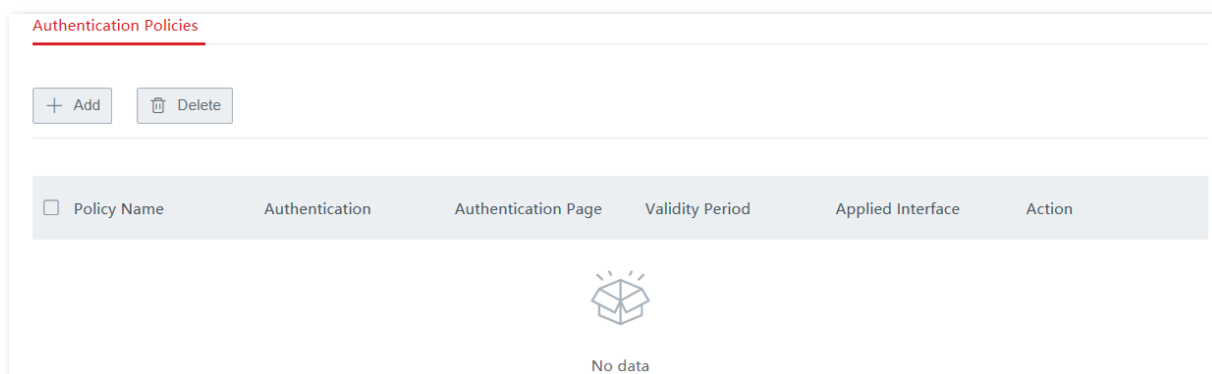 Authentication Policies
Add Delete
Policy Name Authentication Authentication Page Validity Period Applied Interface Action
No data